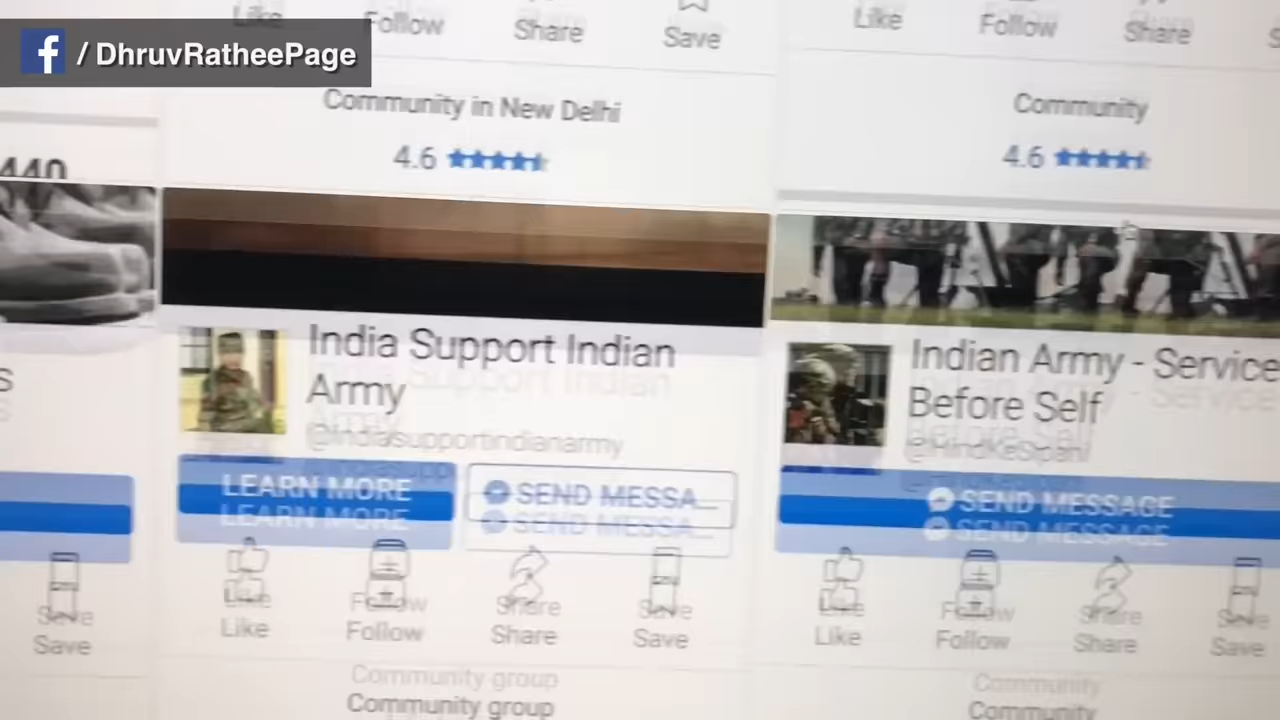 / DhruvRatheePage
Like Follow Share Save
Like Follow Share
Community in New Delhi
4.6
Community
4.6
440
India Support Indian
Army
@indiasupportindianarmy
LEARN MORE
SEND MESSA...
Save
Like Follow Share Save
Community group
Indian Army - Service
Before Self
@HindKeSipahi
SEND MESSAGE
Like Follow Share Save
Community